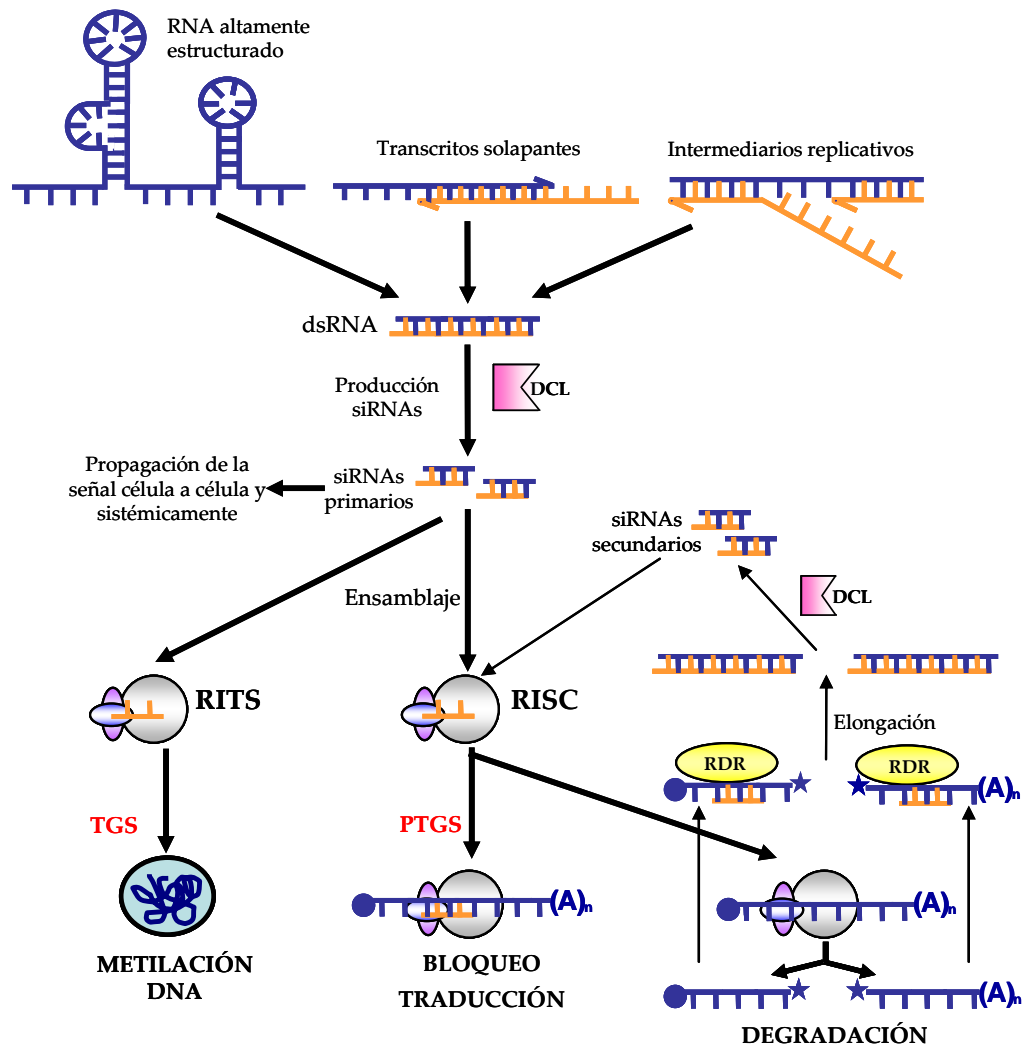 RNA altamente
estructurado
Transcritos solapantes
Intermediarios replicativos
dsRNA
Producción
siRNAs
DCL
Propagación de la
señal célula a célula y
sistémicamente
siRNAs
primarios
siRNAs
secundarios
DCL
Ensamblaje
RITS
RISC
Elongación
RDR
RDR
(A)n
TGS
PTGS
(A)n
(A)n
METILACIÓN
DNA
BLOQUEO
TRADUCCIÓN
(A)n
DEGRADACIÓN